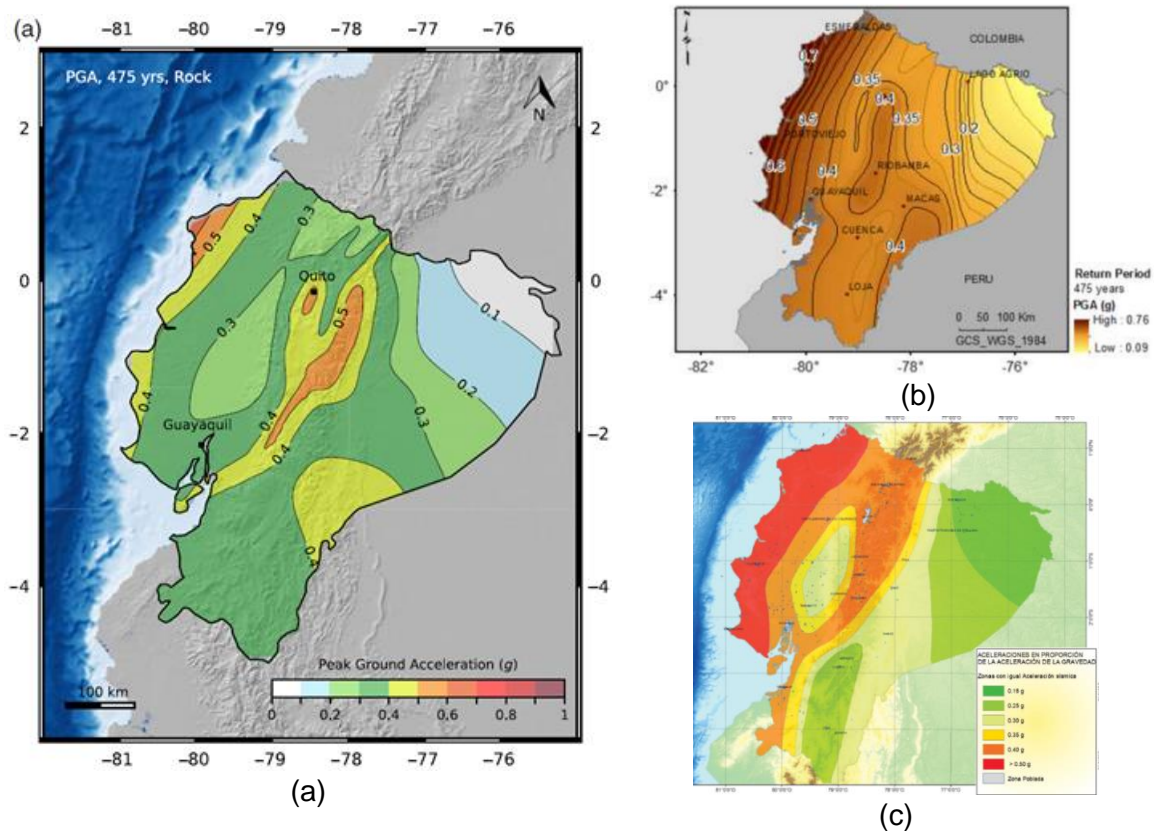 (a)
−81 −80 −79 −78 −77 −76
PGA, 475 yrs, Rock
N
2 2
0 0
−2 −2
−4 −4
0.5
0.4
0.3
Quito
0.3
0.5
0.1
0.2
0.4
0.3
Guayaquil
0.4
0.4
0.4
Peak Ground Acceleration (g)
100 km
0 0.2 0.4 0.6 0.8 1
−81 −80 −79 −78 −77 −76
(a)
(b)
ESMERALDAS
COLOMBIA
0.7
LAGO AGRIO
0°
0.35
0.4
0.5
0.35
0.2
PORTOVIEJO
0.3
0.6
0.4
RIOBAMBA
GUAYAQUIL
-2°
MACAS
CUENCA
0.4
PERU
LOJA
-4°
Return Period
475 years
PGA (g)
High : 0.76
Low : 0.09
0 50 100 Km
GCS_WGS_1984
-82° -80° -78° -76°
ACELERACIONES EN PROPORCIÓN
DE LA ACELERACIÓN DE LA GRAVEDAD
Zonas con igual Aceleración sísmica
0.15 g
0.25 g
0.30 g
0.35 g
0.40 g
> 0.50 g
Zona Poblada
(c)